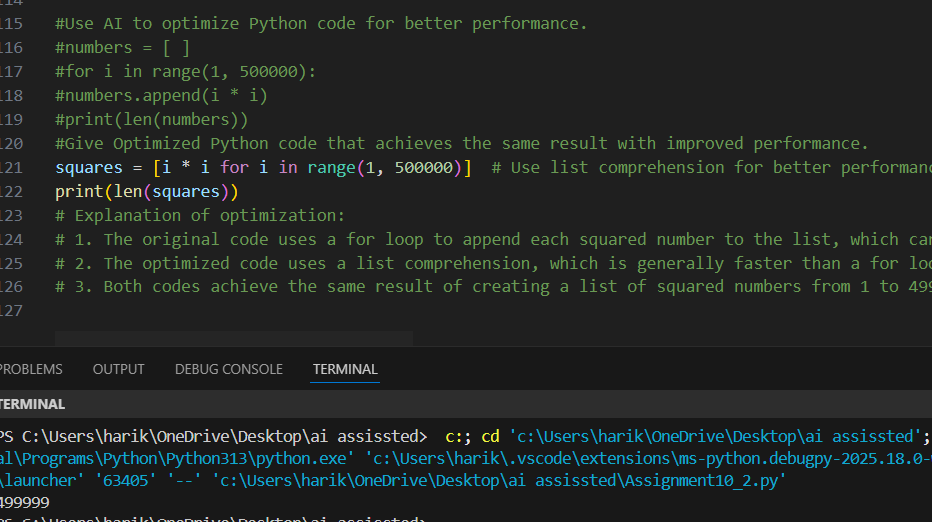 115 #Use AI to optimize Python code for better performance.
116 #numbers = [ ]
117 #for i in range(1, 500000):
118 #numbers.append(i * i)
119 #print(len(numbers))
120 #Give Optimized Python code that achieves the same result with improved performance.
121 squares = [i * i for i in range(1, 500000)]  # Use list comprehension for better performanc
122 print(len(squares))
123 # Explanation of optimization:
124 # 1. The original code uses a for loop to append each squared number to the list, which can
125 # 2. The optimized code uses a list comprehension, which is generally faster than a for loo
126 # 3. Both codes achieve the same result of creating a list of squared numbers from 1 to 499
127
PROBLEMS OUTPUT DEBUG CONSOLE TERMINAL
TERMINAL
PS C:\Users\harik\OneDrive\Desktop\ai assissted>  c:; cd 'c:\Users\harik\OneDrive\Desktop\ai assissted';
al\Programs\Python\Python313\python.exe' 'c:\Users\harik\.vscode\extensions\ms-python.debugpy-2025.18.0-
\launcher' '63405' '--' 'c:\Users\harik\OneDrive\Desktop\ai assissted\Assignment10_2.py'
499999
PS C:\Users\harik\OneDrive\Desktop\ai assissted>